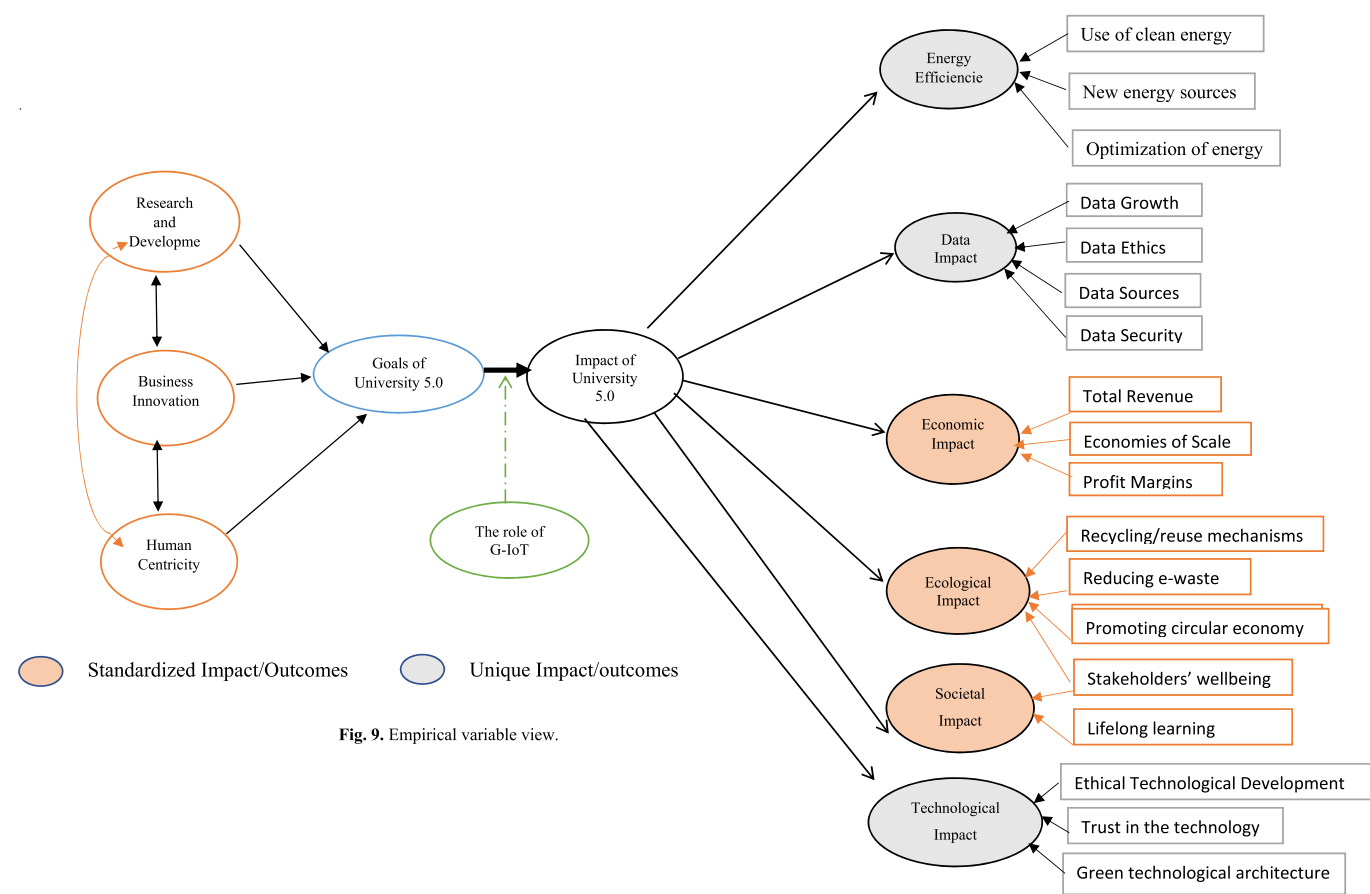 Research
and
Developme
Business
Innovation
Human
Centricity
Goals of
University 5.0
The role of
G-IoT
Impact of
University
5.0
Energy
Efficiencie
Use of clean energy
New energy sources
Optimization of energy
Data
Impact
Data Growth
Data Ethics
Data Sources
Data Security
Economic
Impact
Total Revenue
Economies of Scale
Profit Margins
Ecological
Impact
Recycling/reuse mechanisms
Reducing e-waste
Promoting circular economy
Societal
Impact
Stakeholders’ wellbeing
Lifelong learning
Technological
Impact
Ethical Technological Development
Trust in the technology
Green technological architecture
Standardized Impact/Outcomes
Unique Impact/outcomes
Fig. 9. Empirical variable view.